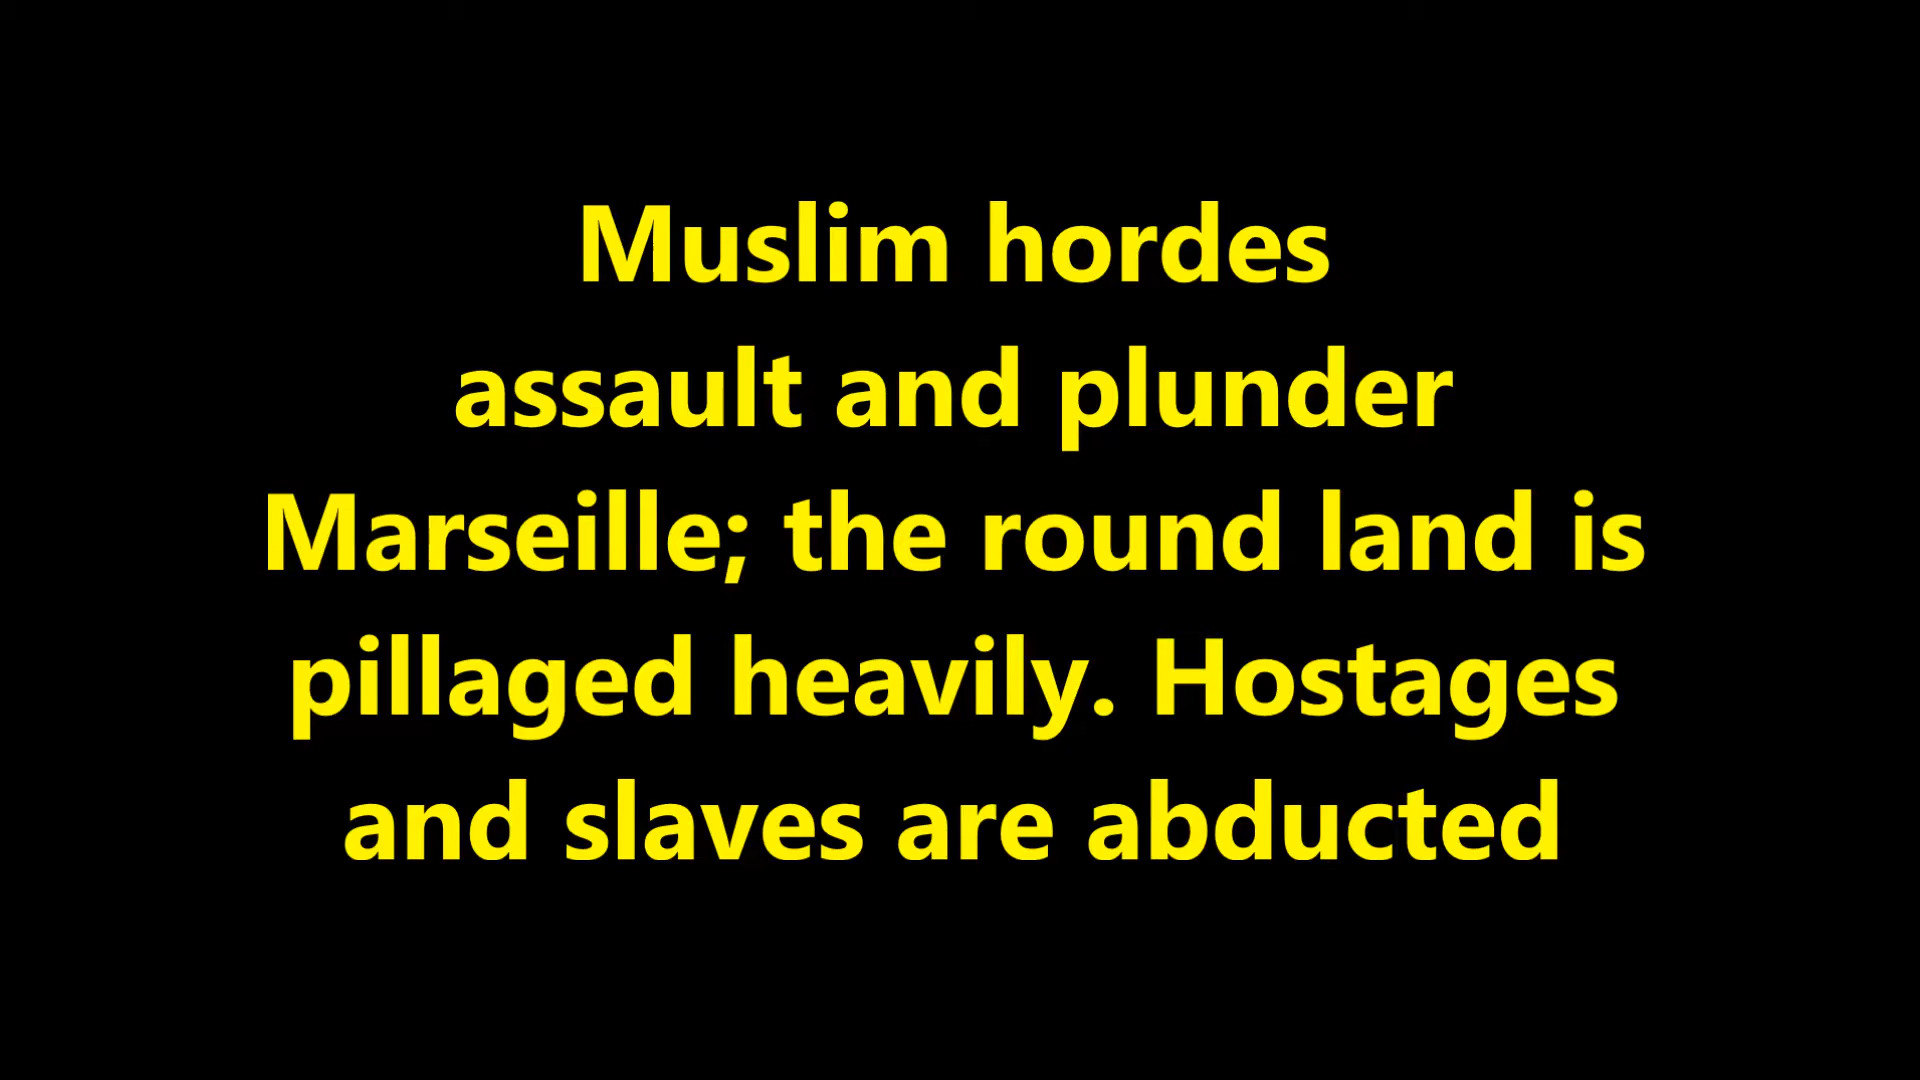 Muslim hordes
assault and plunder
Marseille; the round land is
pillaged heavily. Hostages
and slaves are abducted